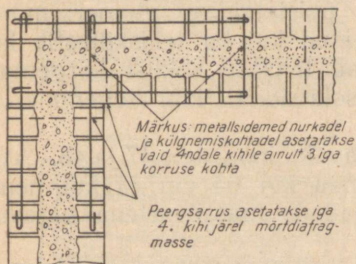 Märkus: metallsidemed nurkadel
ja külgnemiskohtadel asetatakse
vaid 4ndale kihile ainult 3 iga
korruse kohta
Peergsarrus asetatakse iga
4. kihi järel mörtdiafrag-
masse